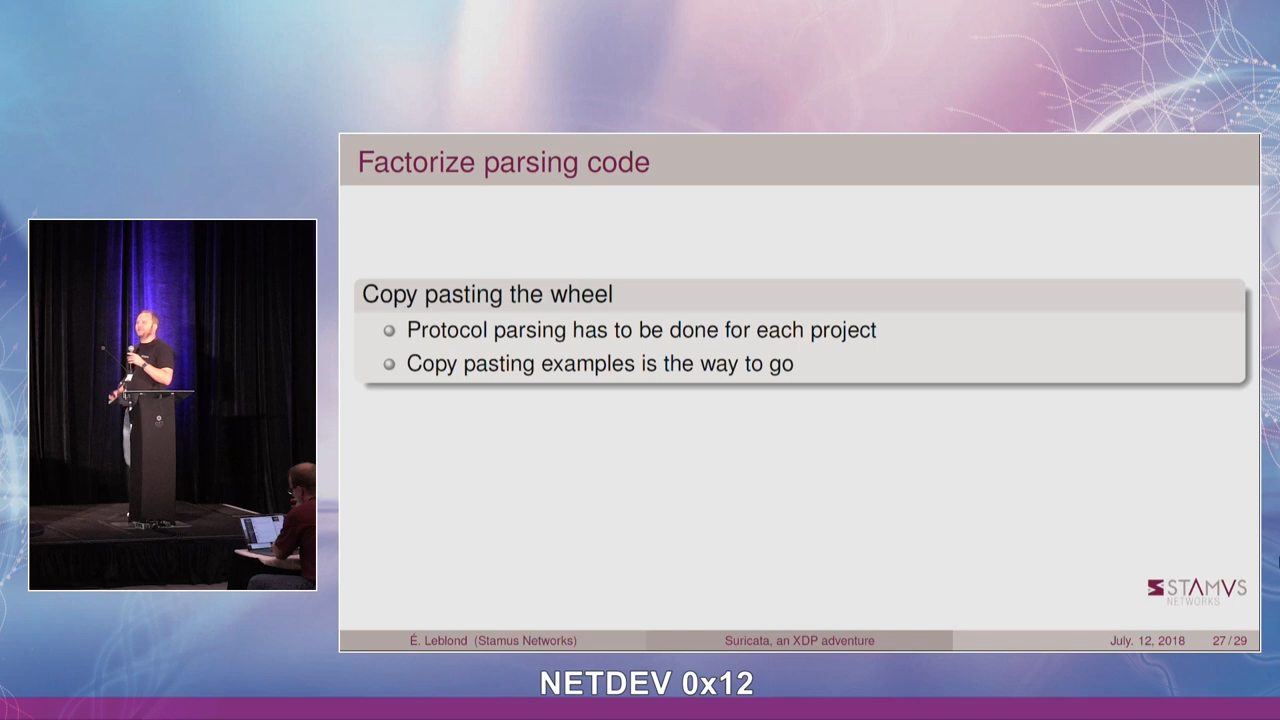 Factorize parsing code
Copy pasting the wheel
Protocol parsing has to be done for each project
Copy pasting examples is the way to go
STAMVS
NETWORKS
É. Leblond (Stamus Networks)
Suricata, an XDP adventure
July. 12, 2018
27 / 29
NETDEV 0x12